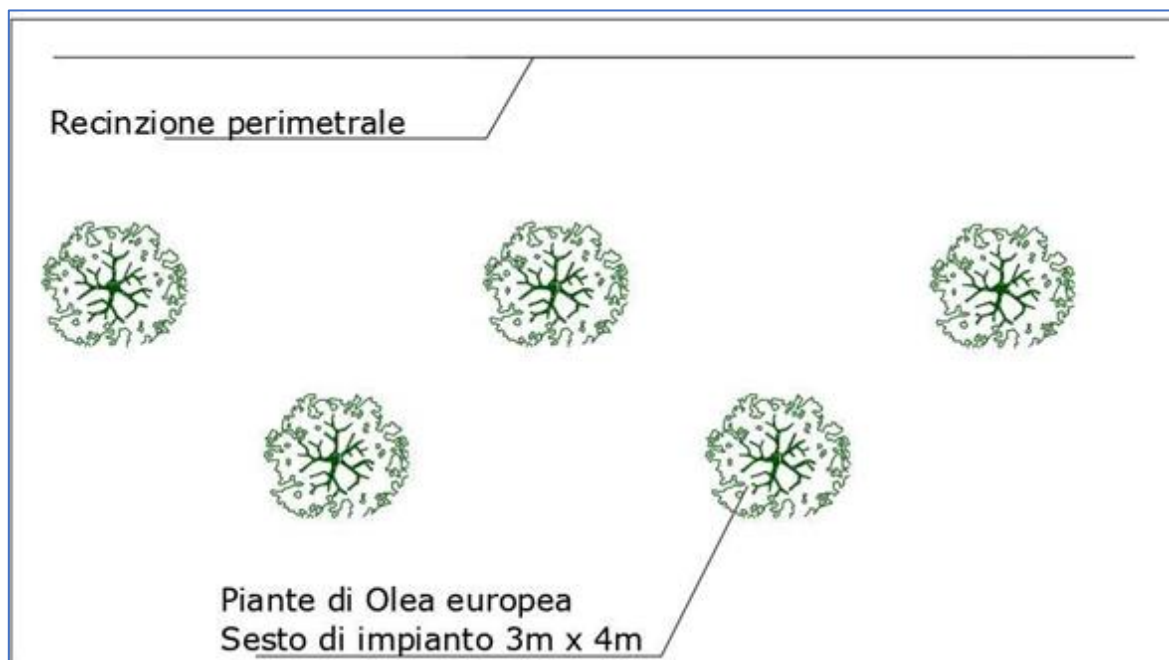 Recinzione perimetrale
Piante di Olea europea
Sesto di impianto 3m x 4m